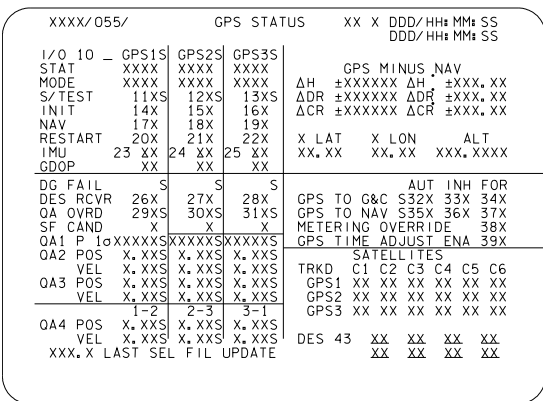 XXXX/055/ GPS STATUS XX X DDD/HH:MM:SS
DDD/HH:MM:SS
I/O 10 _ GPS1S GPS2S GPS3S
STAT XXXX XXXX XXXX GPS MINUS NAV
MODE XXXX XXXX XXXX ΔH ±XXXXXX ΔḢ ±XXX.XX
S/TEST 11XS 12XS 13XS ΔDR ±XXXXXX ΔDṘ ±XXX.XX
INIT 14X 15X 16X ΔCR ±XXXXXX ΔCṘ ±XXX.XX
NAV 17X 18X 19X
RESTART 20X 21X 22X X LAT X LON ALT
IMU 23 XX 24 XX 25 XX XX.XX XX.XX XXX.XXXX
GDOP XX XX XX
DG FAIL S S S AUT INH FOR
DES RCVR 26X 27X 28X GPS TO G&C S32X 33X 34X
QA OVRD 29XS 30XS 31XS GPS TO NAV S35X 36X 37X
SF CAND X X X METERING OVERRIDE 38X
QA1 P 1σXXXXXS XXXXXS XXXXXS GPS TIME ADJUST ENA 39X
QA2 POS X.XXS X.XXS X.XXS SATELLITES
VEL X.XXS X.XXS X.XXS TRKD C1 C2 C3 C4 C5 C6
QA3 POS X.XXS X.XXS X.XXS GPS1 XX XX XX XX XX XX
VEL X.XXS X.XXS X.XXS GPS2 XX XX XX XX XX XX
1-2 2-3 3-1 GPS3 XX XX XX XX XX XX
QA4 POS X.XXS X.XXS X.XXS
VEL X.XXS X.XXS X.XXS DES 43 XX XX XX XX
XXX.X LAST SEL FIL UPDATE XX XX XX XX